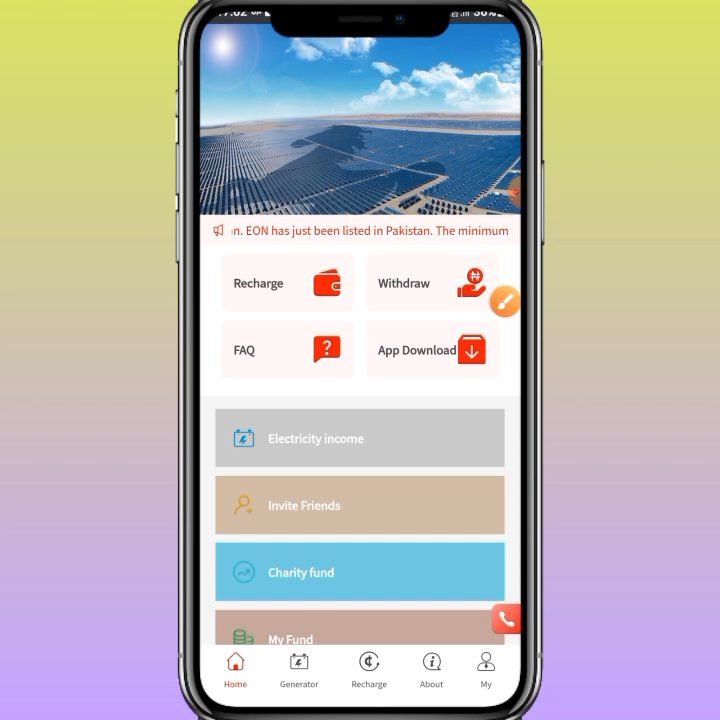 ın. EON has just been listed in Pakistan. The minimum
Recharge
Withdraw
FAQ
App Download
Electricity income
Invite Friends
Charity fund
My Fund
Home
Generator
Recharge
About
My